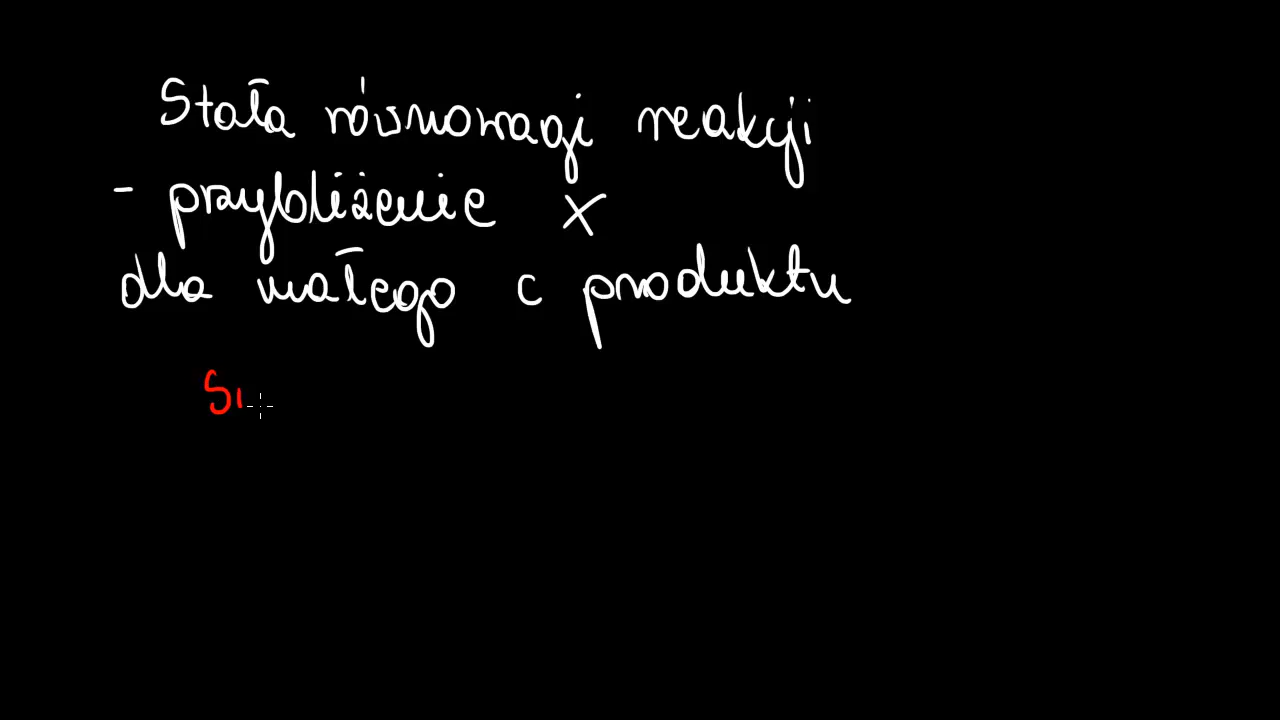 Stała równowagi reakcji
- przybliżenie x
dla małego c produktu